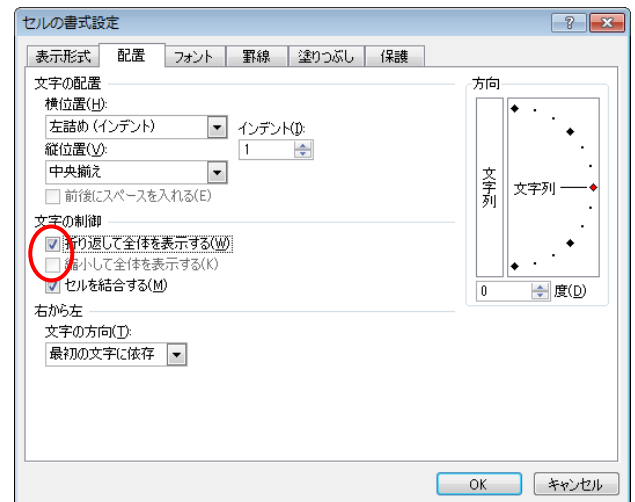 セルの書式設定
表示形式 配置 フォント 罫線 塗りつぶし 保護
文字の配置
横位置(H):
左詰め (インデント)
インデント(I):
縦位置(V):
1
中央揃え
前後にスペースを入れる(E)
文字の制御
折り返して全体を表示する(W)
縮小して全体を表示する(K)
セルを結合する(M)
右から左
文字の方向(T):
最初の文字に依存
方向
文字列
文字列
0 度(D)
OK キャンセル